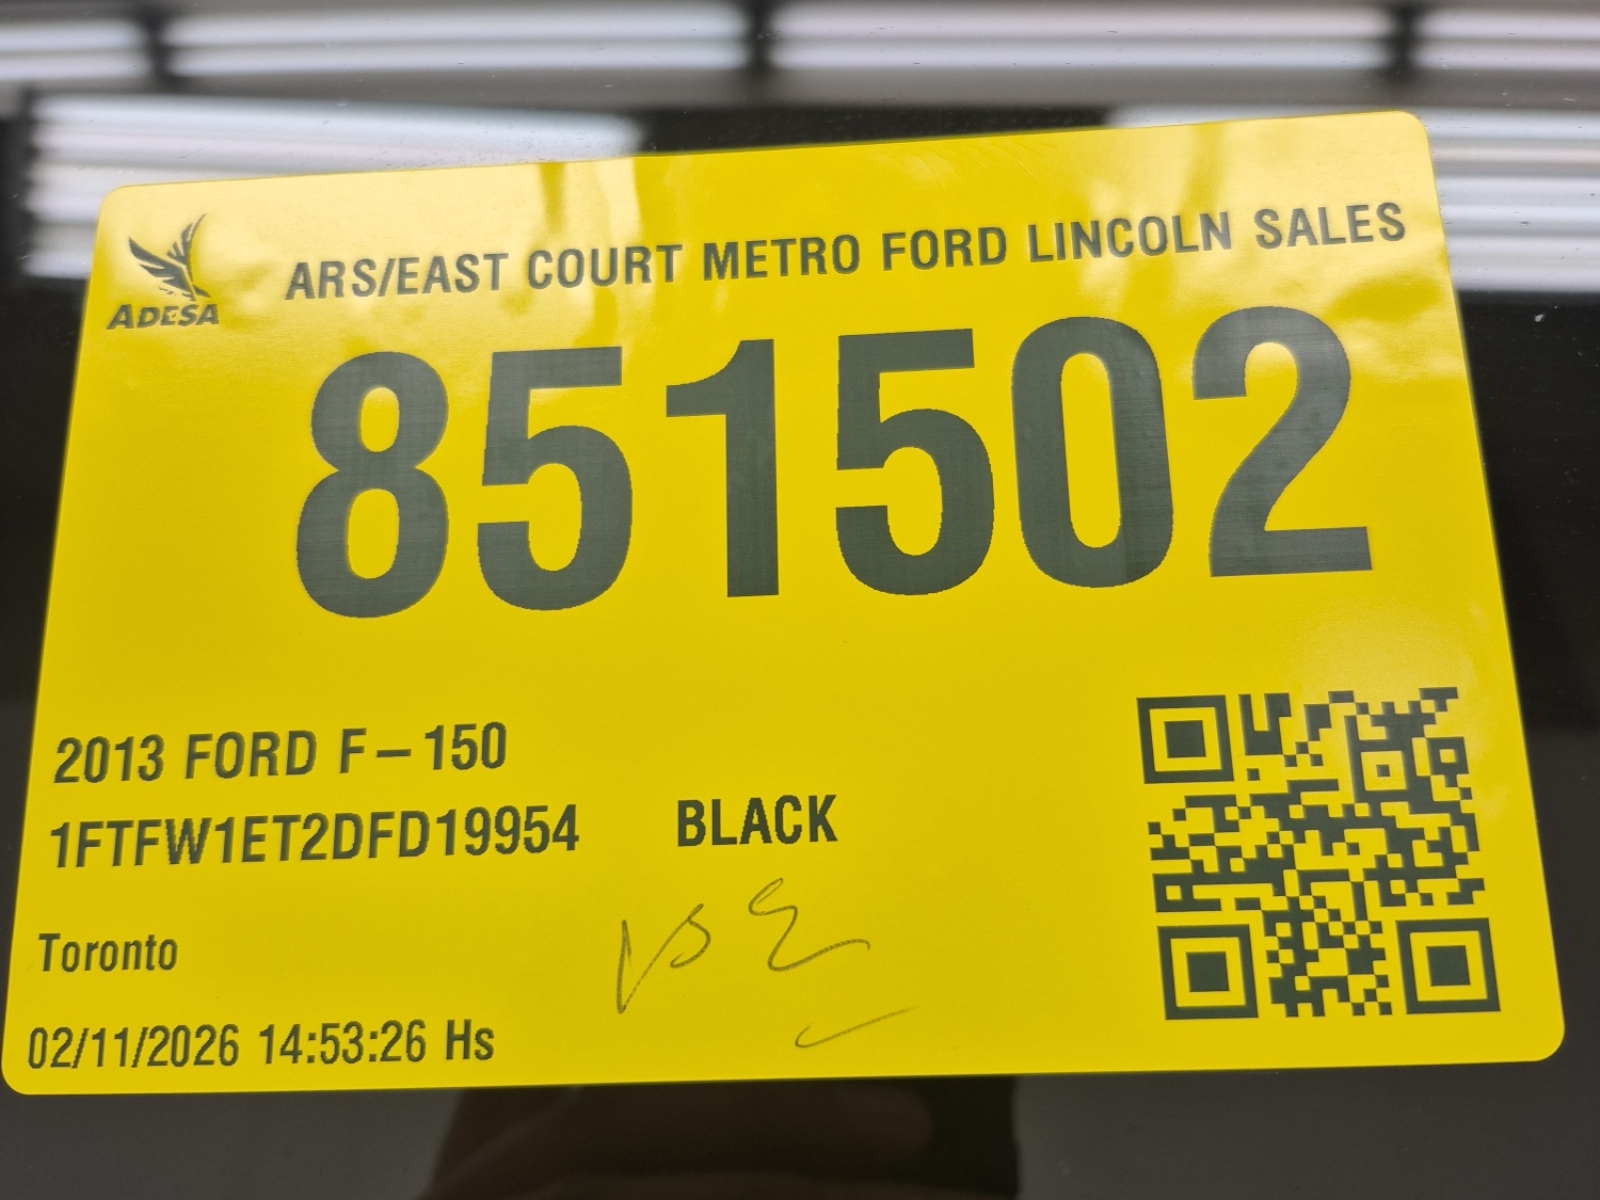 ADESA
ARS/EAST COURT METRO FORD LINCOLN SALES
851502
2013 FORD F-150
1FTFW1ET2DFD19954 BLACK
Toronto
02/11/2026 14:53:26 Hs